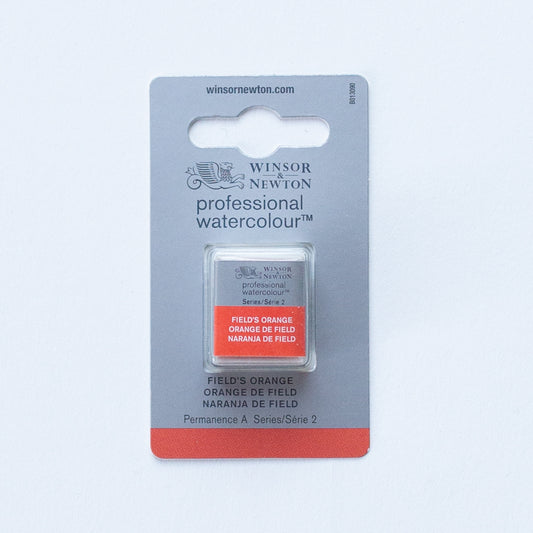 winsornewton.com
B013090
WINSOR
&
NEWTON
professional
watercolour™
WINSOR
&
NEWTON
professional
watercolour™
Series/Série 2
FIELD'S ORANGE
ORANGE DE FIELD
NARANJA DE FIELD
FIELD'S ORANGE
ORANGE DE FIELD
NARANJA DE FIELD
Permanence A Series/Série 2